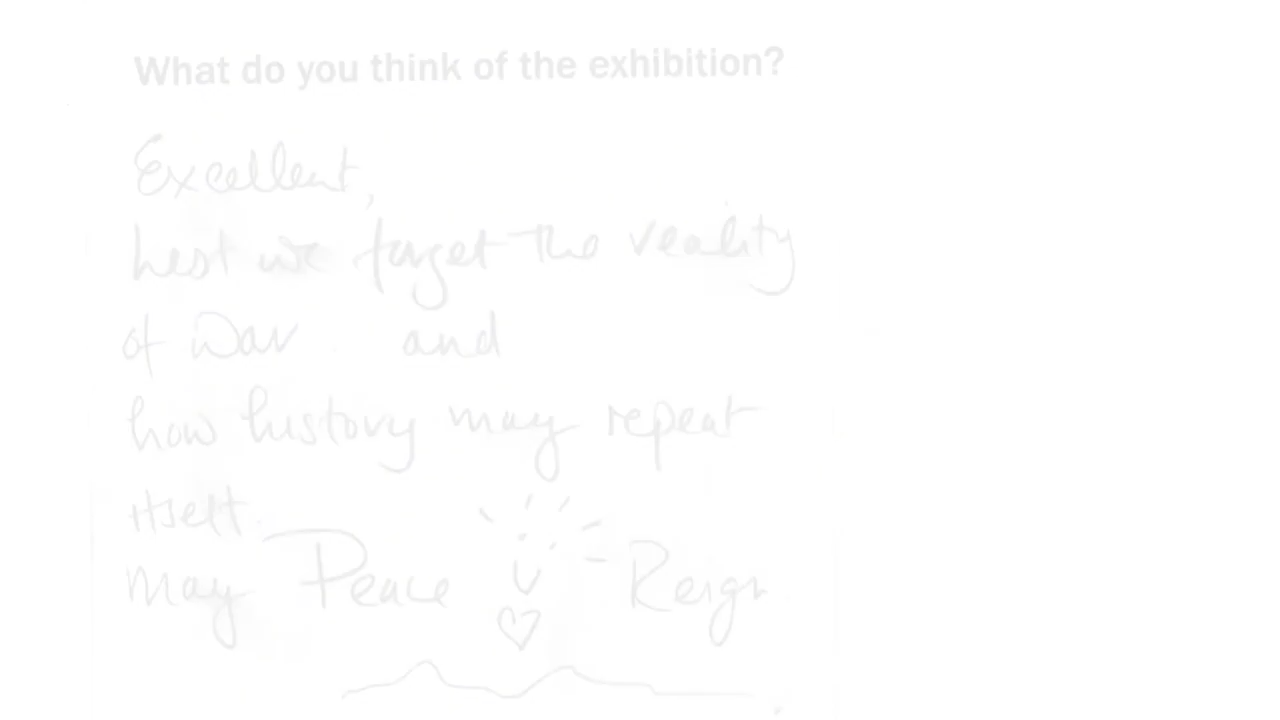 What do you think of the exhibition?
Excellent,
Lest we forget the reality
of War. and
how history may repeat
itself.
May Peace Reign.